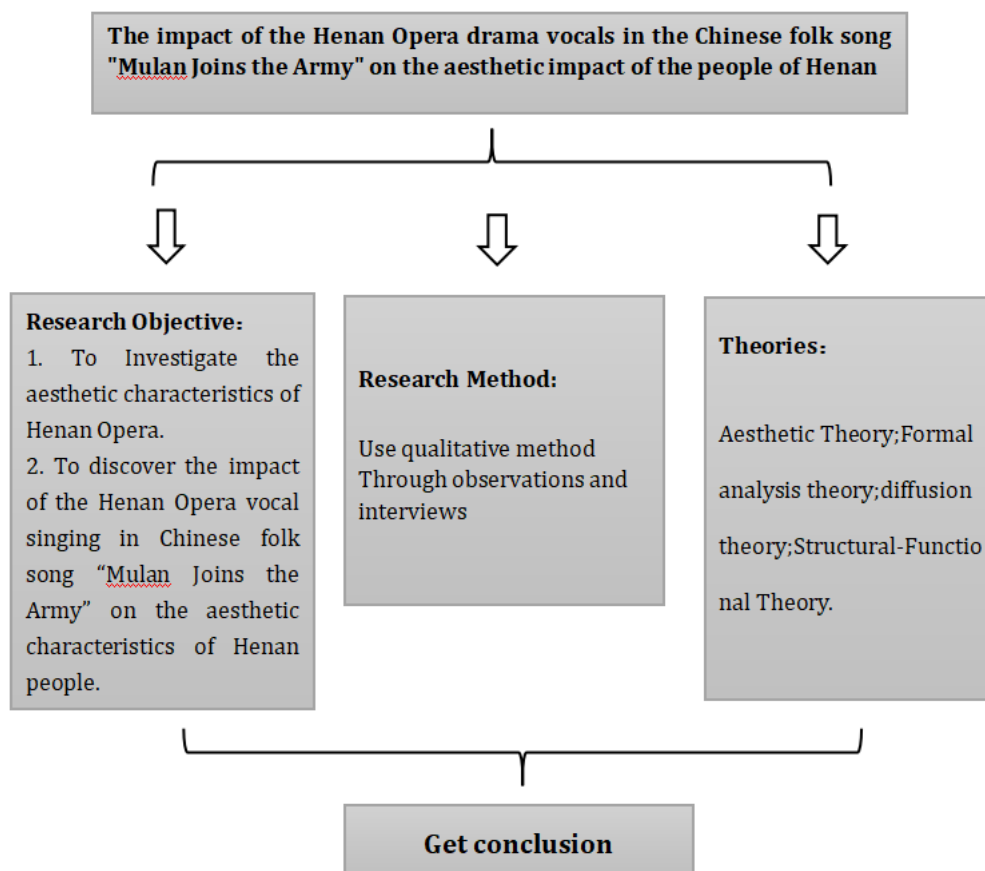 The impact of the Henan Opera drama vocals in the Chinese folk song
"Mulan Joins the Army" on the aesthetic impact of the people of Henan
Research Objective：
1. To Investigate the
aesthetic characteristics of
Henan Opera.
2. To discover the impact
of the Henan Opera vocal
singing in Chinese folk
song “Mulan Joins the
Army” on the aesthetic
characteristics of Henan
people.
Research Method：
Use qualitative method
Through observations and
interviews
Theories：
Aesthetic Theory;Formal
analysis theory;diffusion
theory;Structural-Functio
nal Theory.
Get conclusion